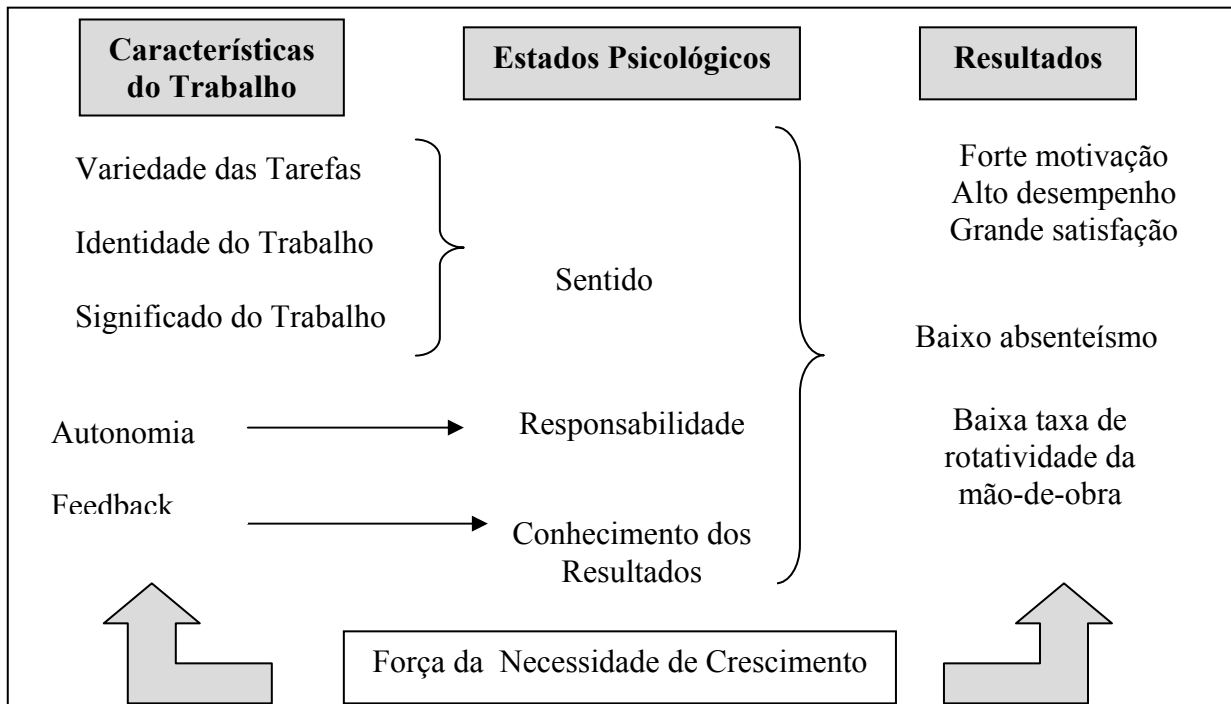 Características
do Trabalho
Estados Psicológicos
Resultados
Variedade das Tarefas
Identidade do Trabalho
Significado do Trabalho
Autonomia
Feedback
Sentido
Responsabilidade
Conhecimento dos
Resultados
Forte motivação
Alto desempenho
Grande satisfação
Baixo absenteísmo
Baixa taxa de
rotatividade da
mão-de-obra
Força da Necessidade de Crescimento